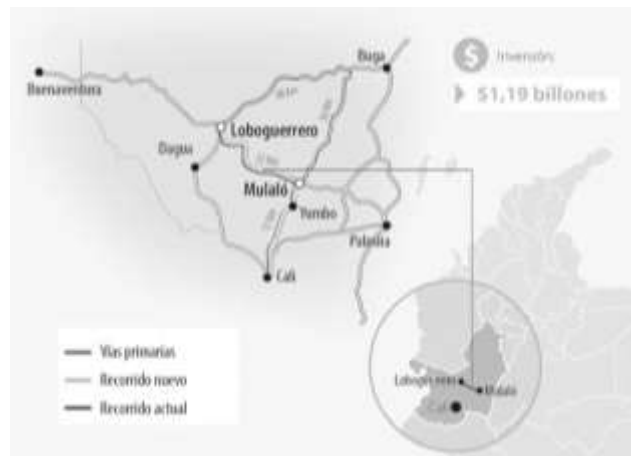 Buga
$ Inversión
$1,19 billones
Buenaventura
Loboguerrero
Dagua
Mulaló
Yumbo
Palmira
Cali
Vías primarias
Recorrido nuevo
Recorrido actual
Loboguerrero
Mulaló
Cali